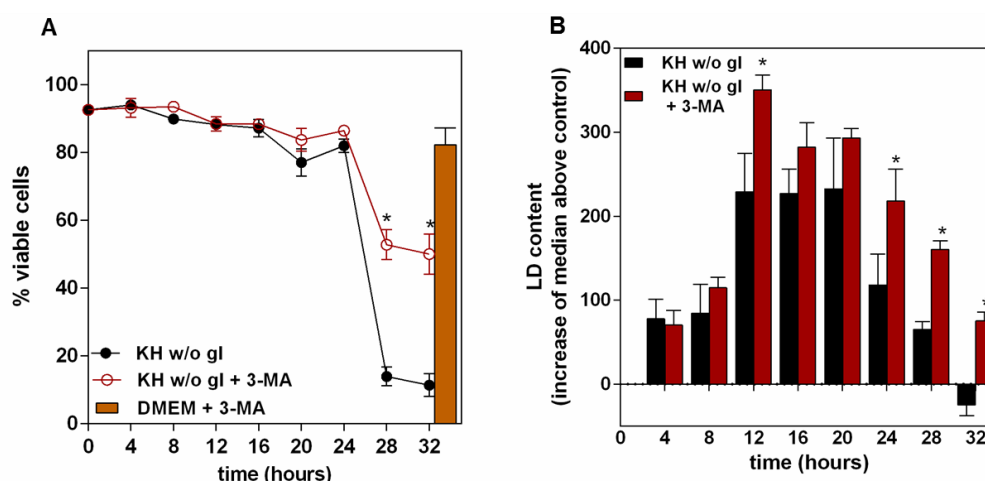 A
% viable cells
100
80
60
40
20
0
* *
KH w/o gl
KH w/o gl + 3-MA
DMEM + 3-MA
0 4 8 12 16 20 24 28 32
time (hours)
B
LD content
(increase of median above control)
400
300
200
100
0
KH w/o gl
KH w/o gl
+ 3-MA
*
*
*
*
0 4 8 12 16 20 24 28 32
time (hours)